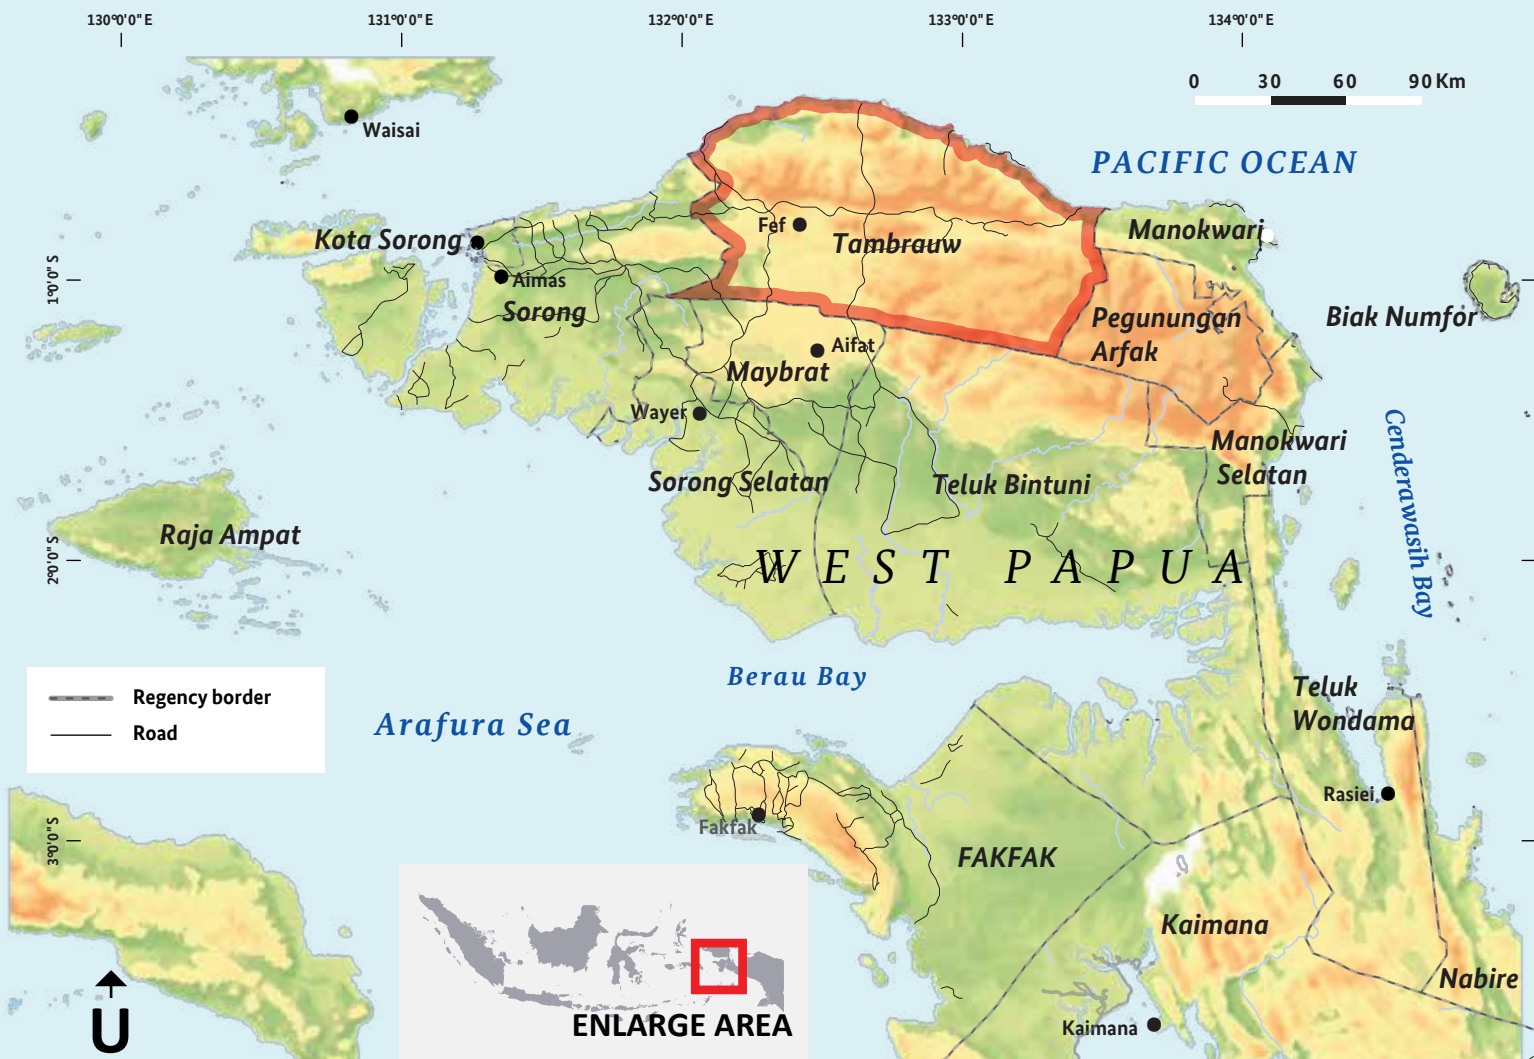 130°0'0" E
131°0'0" E
132°0'0" E
133°0'0" E
134°0'0" E
0 30 60 90 Km
Waisai
PACIFIC OCEAN
Fef
Tambrauw
Manokwari
Kota Sorong
Aimas
Sorong
1°0'0" S
Pegunungan
Arfak
Biak Numfor
Aifat
Maybrat
Wayer
Manokwari
Selatan
Sorong Selatan
Teluk Bintuni
Cenderawasih Bay
Raja Ampat
2°0'0" S
WEST PAPUA
Berau Bay
Teluk
Wondama
Regency border
Road
Arafura Sea
Rasiei
Fakfak
3°0'0" S
FAKFAK
Kaimana
Nabire
U
ENLARGE AREA
Kaimana